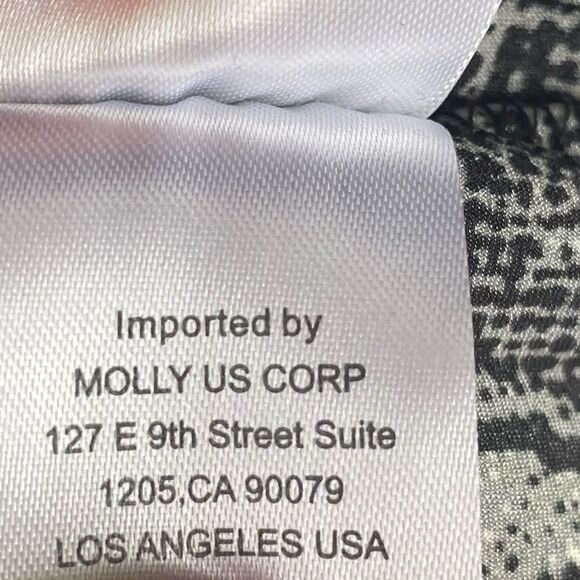 Imported by
MOLLY US CORP
127 E 9th Street Suite
1205,CA 90079
LOS ANGELES USA